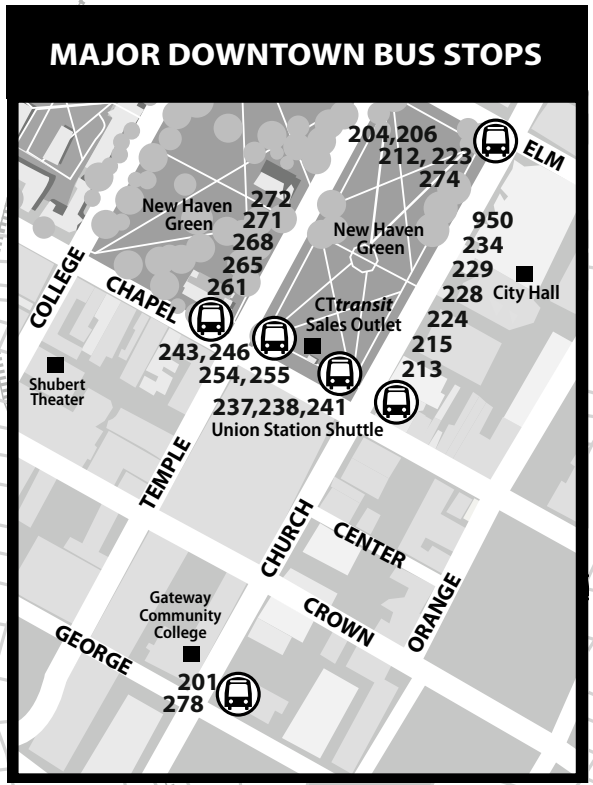 MAJOR DOWNTOWN BUS STOPS
204,206
212, 223
274
ELM
New Haven
Green
272
271
268
265
261
New Haven
Green
950
234
229
228
224
215
213
City Hall
COLLEGE
CHAPEL
CTtransit
Sales Outlet
243, 246
254, 255
Shubert
Theater
237,238,241
Union Station Shuttle
TEMPLE
CHURCH
CENTER
ORANGE
CROWN
Gateway
Community
College
GEORGE
201
278